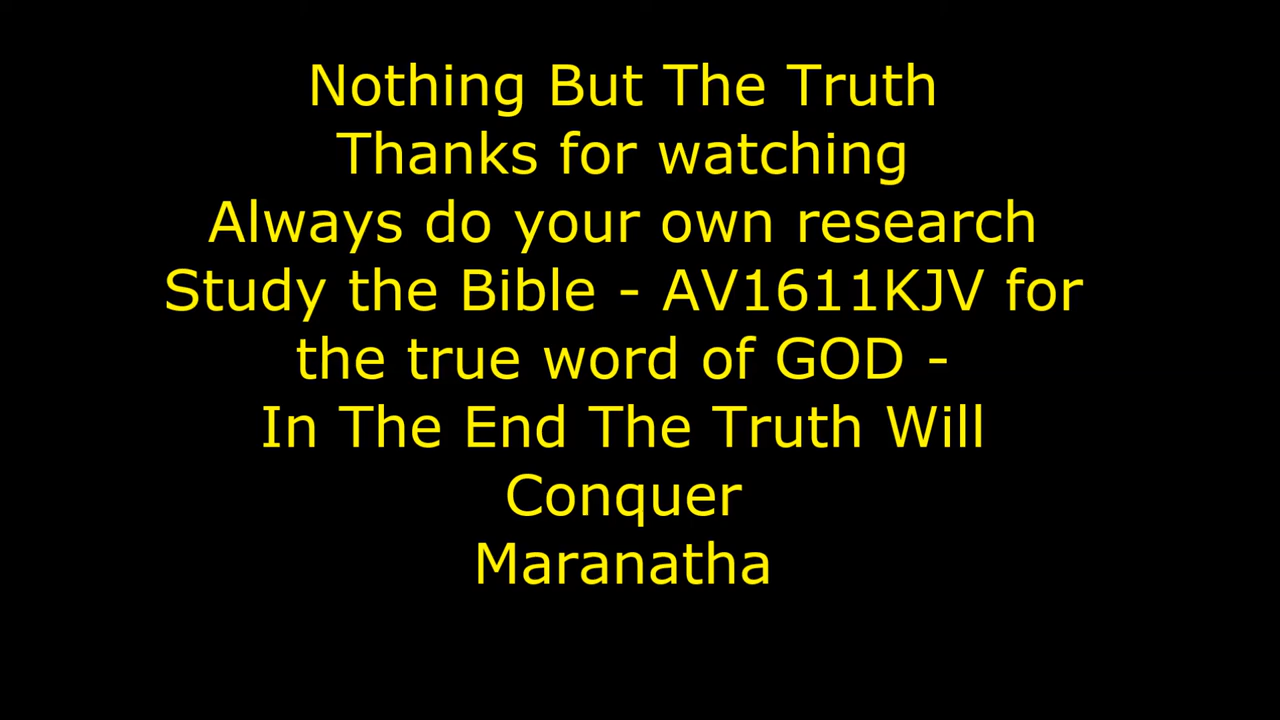 Nothing But The Truth
Thanks for watching
Always do your own research
Study the Bible - AV1611KJV for
the true word of GOD -
In The End The Truth Will
Conquer
Maranatha